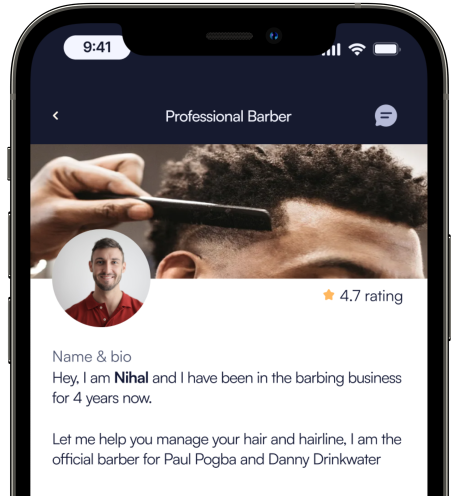 9:41
Professional Barber
4.7 rating
Name & bio
Hey, I am Nihal and I have been in the barbing business
for 4 years now.
Let me help you manage your hair and hairline, I am the
official barber for Paul Pogba and Danny Drinkwater